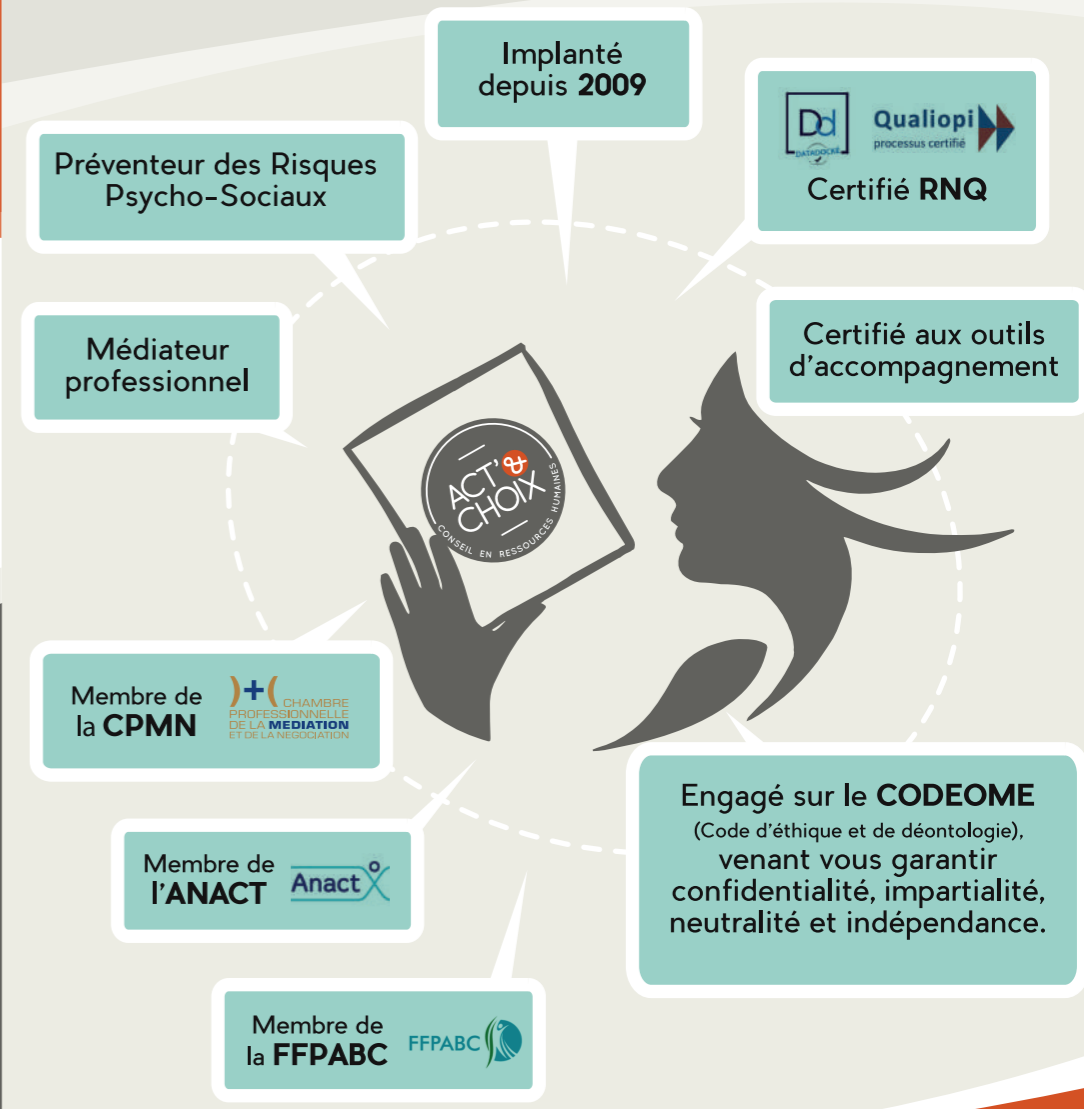 Implanté
depuis 2009
Dd
DATADOCKÉ
Qualiopi
processus certifié
Certifié RNQ
Préventeur des Risques
Psycho-Sociaux
Certifié aux outils
d'accompagnement
Médiateur
professionnel
ACT' &
CHOIX
CONSEIL EN RESSOURCES HUMAINES
Membre de
la CPMN
)+( CHAMBRE
PROFESSIONNELLE
DE LA MEDIATION
ET DE LA NEGOCIATION
Engagé sur le CODEOME
(Code d'éthique et de déontologie),
venant vous garantir
confidentialité, impartialité,
neutralité et indépendance.
Membre de
l'ANACT
Anact
Membre de
la FFPABC
FFPABC